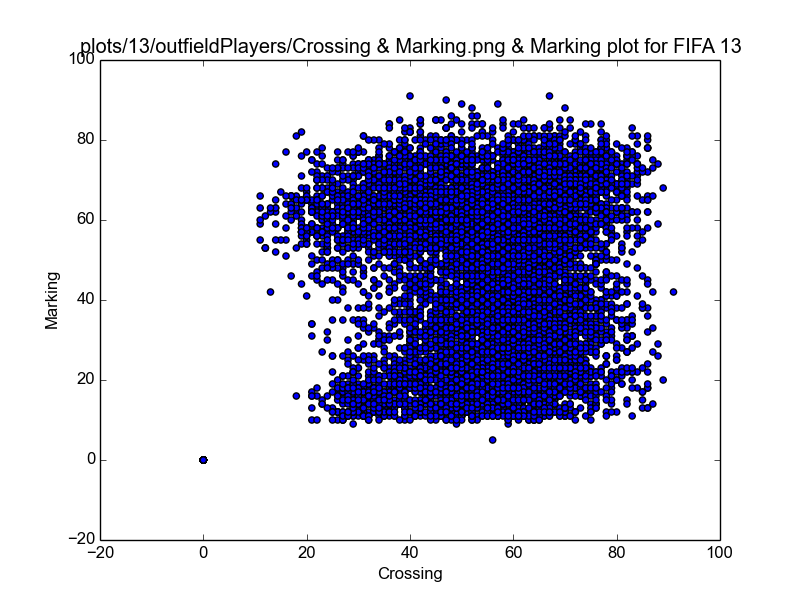 plots/13/outfieldPlayers/Crossing & Marking.png & Marking plot for FIFA 13
100
80
60
40
20
0
−20
Marking
−20 0 20 40 60 80 100
Crossing